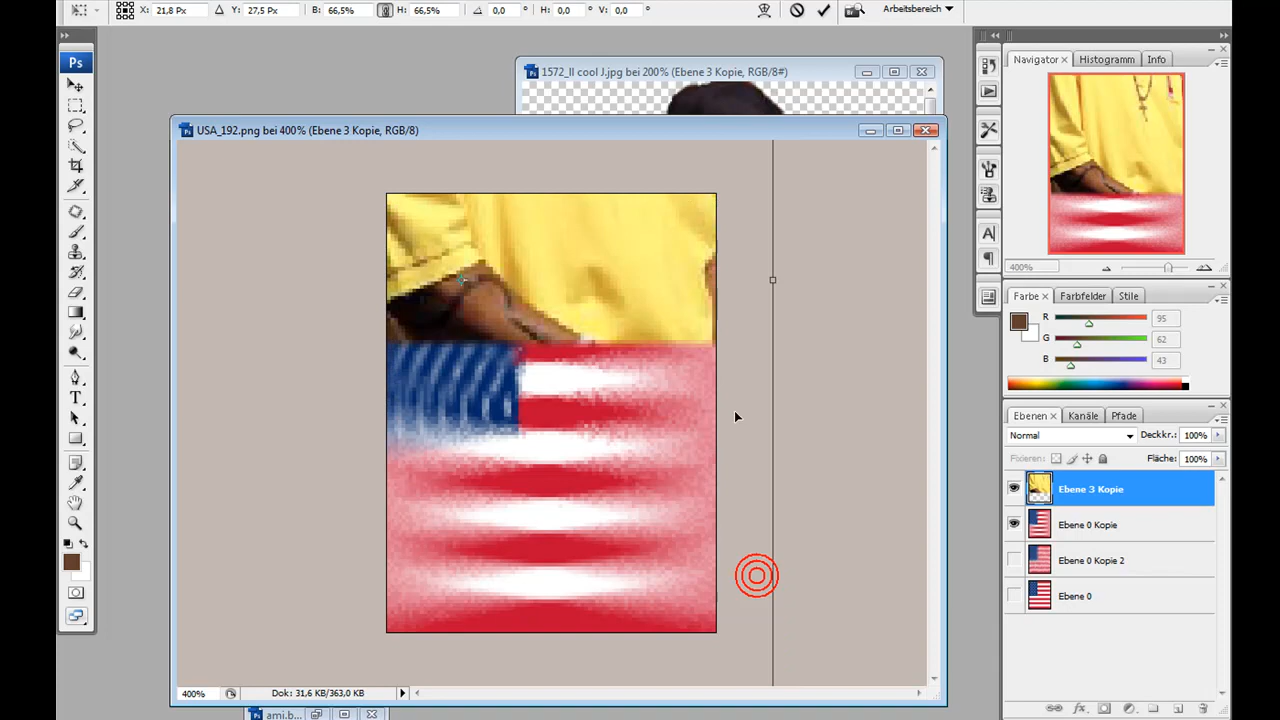 X: 21,8 Px Y: 27,5 Px B: 66,5% H: 66,5% 0,0 ° H: 0,0 ° V: 0,0 ° Arbeitsbereich
Ps
1572_ll cool J.jpg bei 200% (Ebene 3 Kopie, RGB/8#)
USA_192.png bei 400% (Ebene 3 Kopie, RGB/8)
400% Dok: 31,6 KB/363,0 KB
ami.b...
Navigator Histogramm Info
400%
Farbe Farbfelder Stile
R 95
G 62
B 43
Ebenen Kanäle Pfade
Normal Deckkr.: 100%
Fixieren: Fläche: 100%
Ebene 3 Kopie
Ebene 0 Kopie
Ebene 0 Kopie 2
Ebene 0